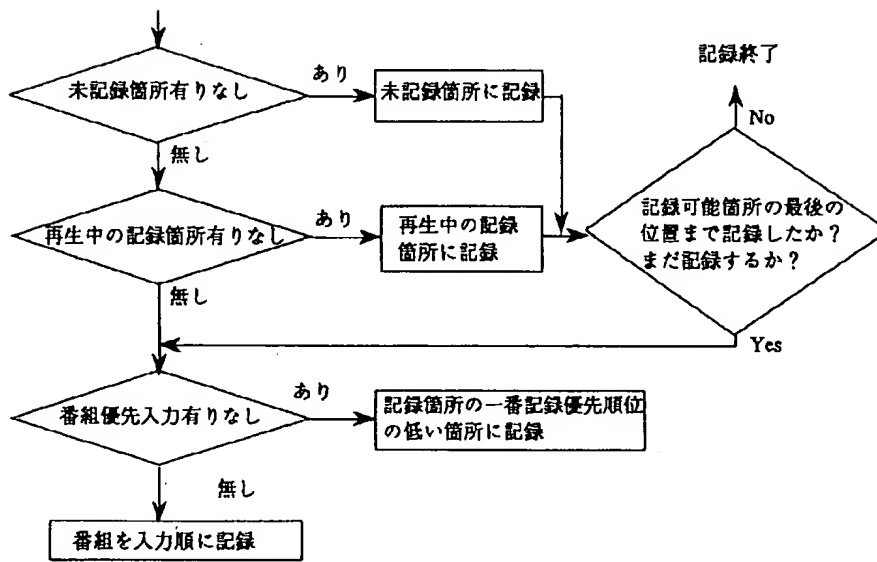 記録終了
未記録箇所有りなし
あり
未記録箇所に記録
No
無し
再生中の記録箇所有りなし
あり
再生中の記録
箇所に記録
記録可能箇所の最後の
位置まで記録したか?
まだ記録するか?
無し
Yes
番組優先入力有りなし
あり
記録箇所の一番記録優先順位
の低い箇所に記録
無し
番組を入力順に記録